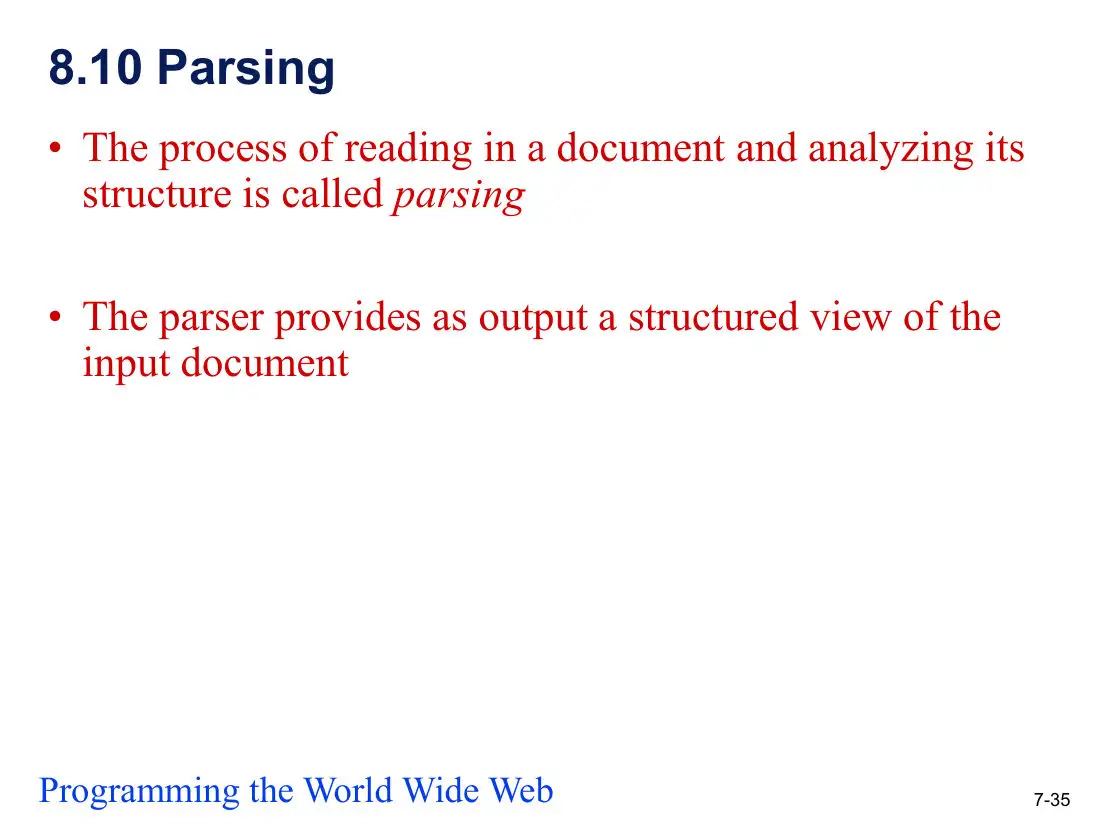 8.10 Parsing
• The process of reading in a document and analyzing its
structure is called parsing
• The parser provides as output a structured view of the
input document
Programming the World Wide Web
7-35